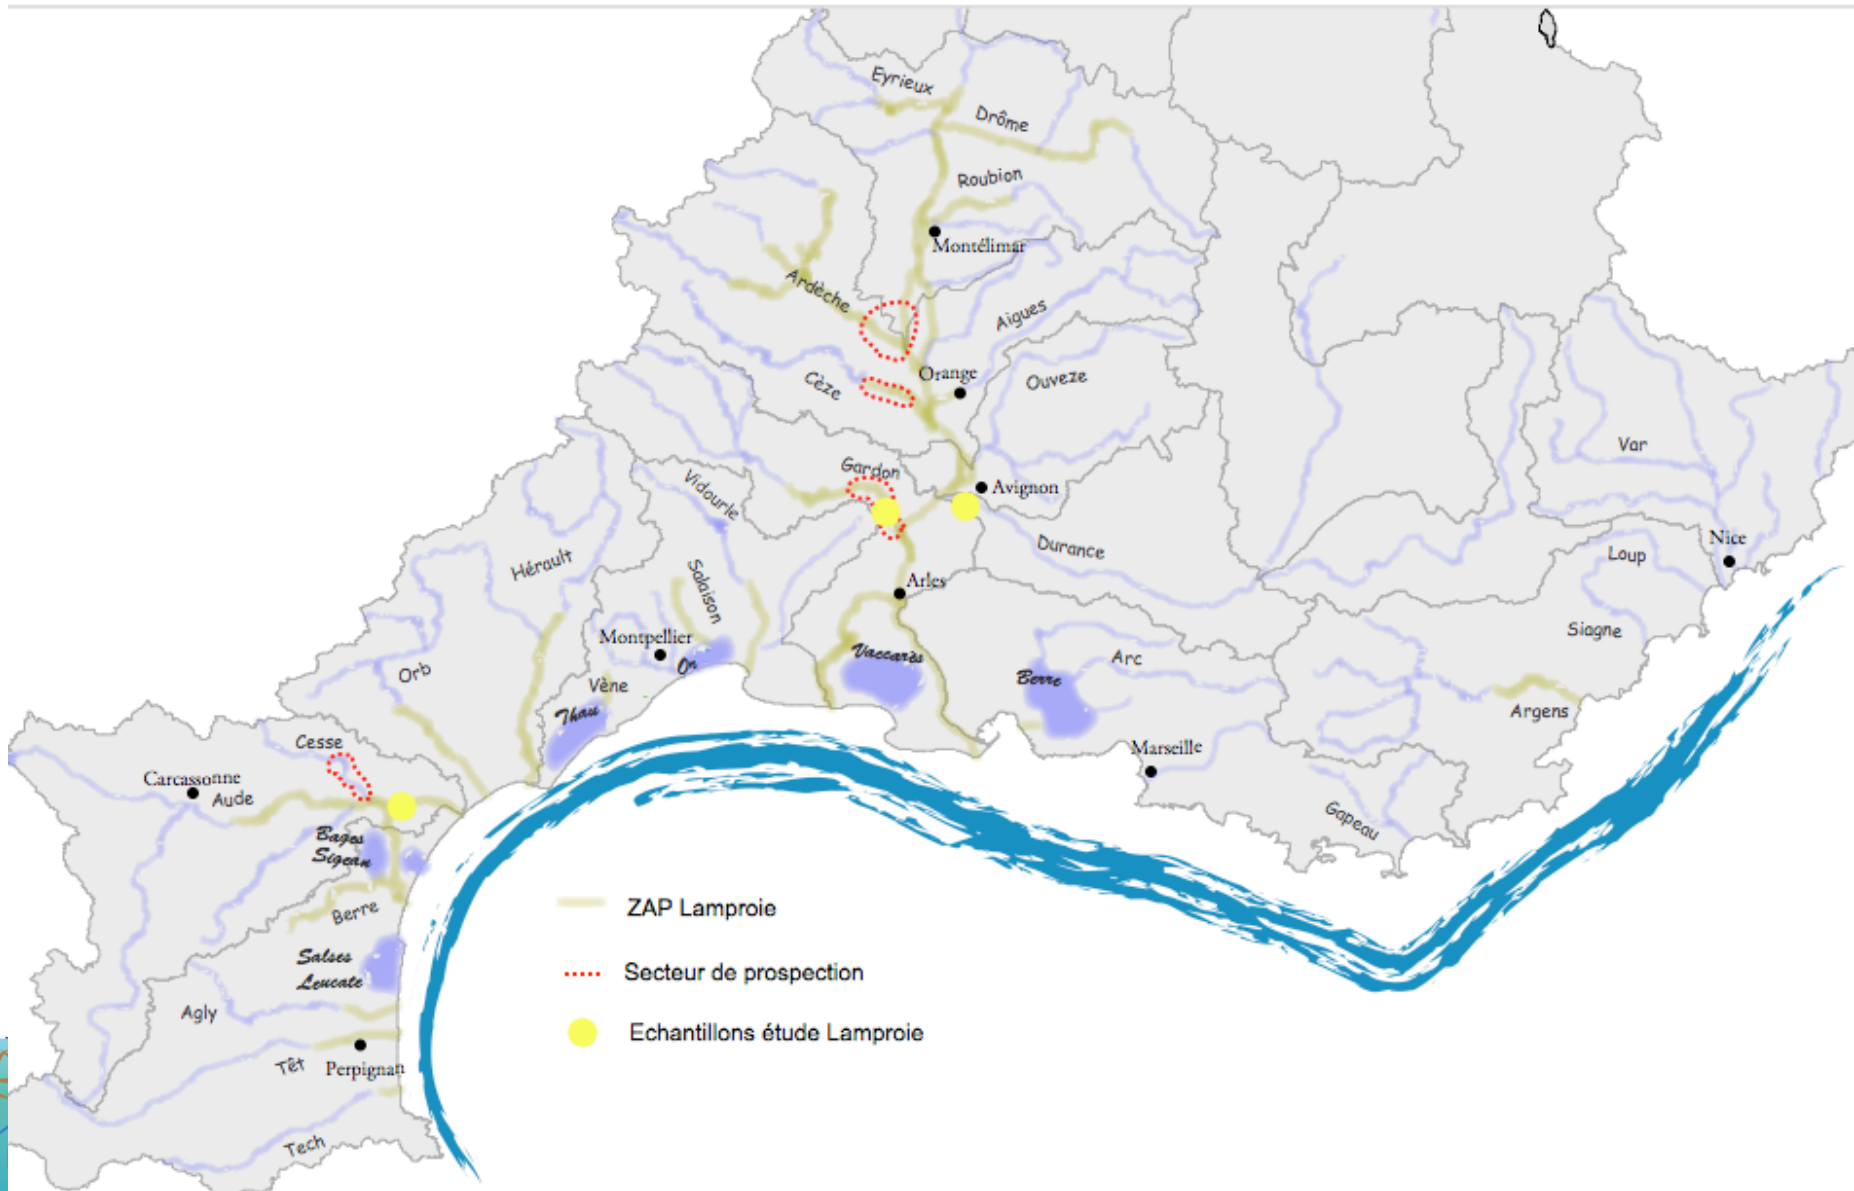 Eyrieux
Drôme
Roubion
Montélimar
Ardèche
Aigues
Orange
Ouveze
Cèze
Var
Gardon
Avignon
Vidourle
Durance
Nice
Loup
Hérault
Salaison
Arles
Siagne
Montpellier
Or
Vaccarès
Arc
Orb
Vène
Berre
Thau
Argens
Cesse
Marseille
Carcassonne
Aude
Gapeau
Bages
Sigean
Berre
ZAP Lamproie
Salses
Leucate
Secteur de prospection
Agly
Echantillons étude Lamproie
Têt
Perpignan
Tech